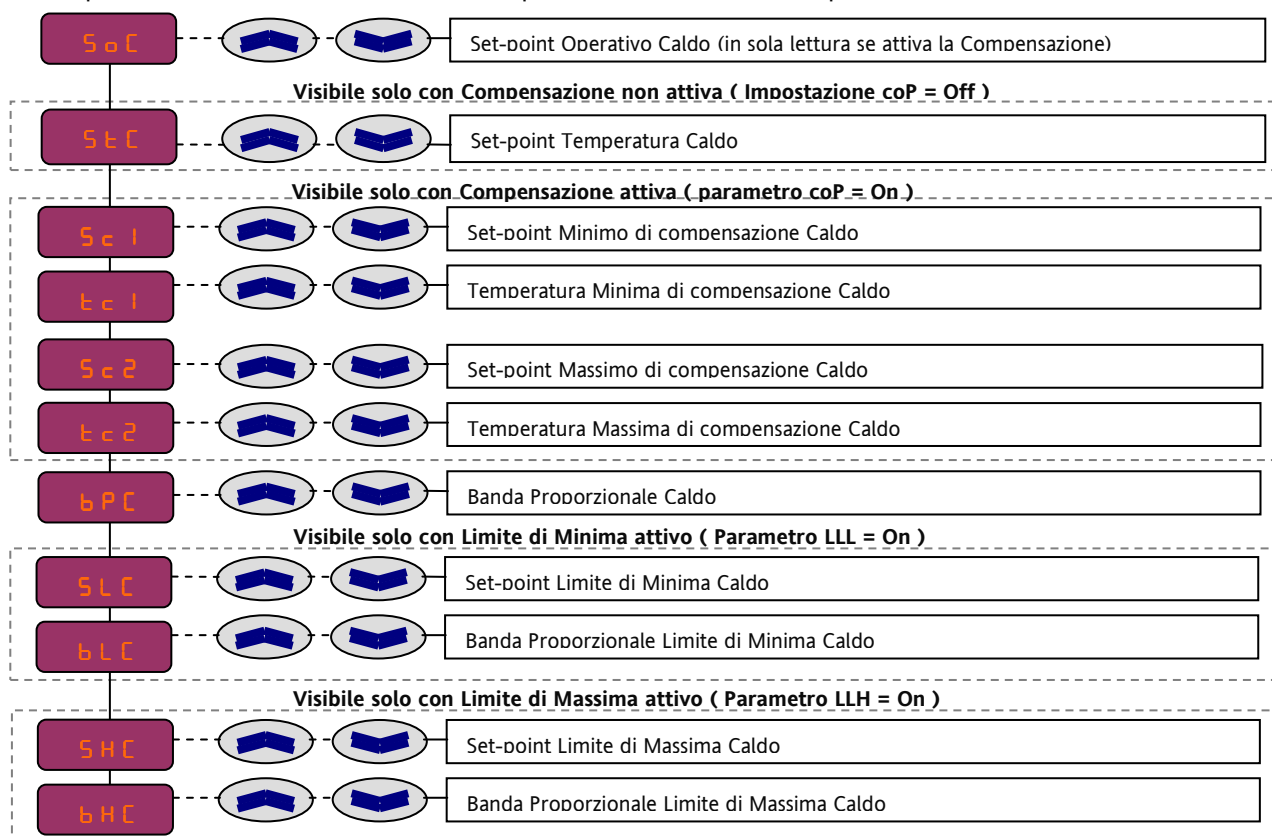 SoC Set-point Operativo Caldo (in sola lettura se attiva la Compensazione)
Visibile solo con Compensazione non attiva ( Impostazione coP = Off )
StC Set-point Temperatura Caldo
Visibile solo con Compensazione attiva ( parametro coP = On )
Sc1 Set-point Minimo di compensazione Caldo
tc1 Temperatura Minima di compensazione Caldo
Sc2 Set-point Massimo di compensazione Caldo
tc2 Temperatura Massima di compensazione Caldo
bPC Banda Proporzionale Caldo
Visibile solo con Limite di Minima attivo ( Parametro LLL = On )
SLC Set-point Limite di Minima Caldo
bLC Banda Proporzionale Limite di Minima Caldo
Visibile solo con Limite di Massima attivo ( Parametro LLH = On )
SHC Set-point Limite di Massima Caldo
bHC Banda Proporzionale Limite di Massima Caldo